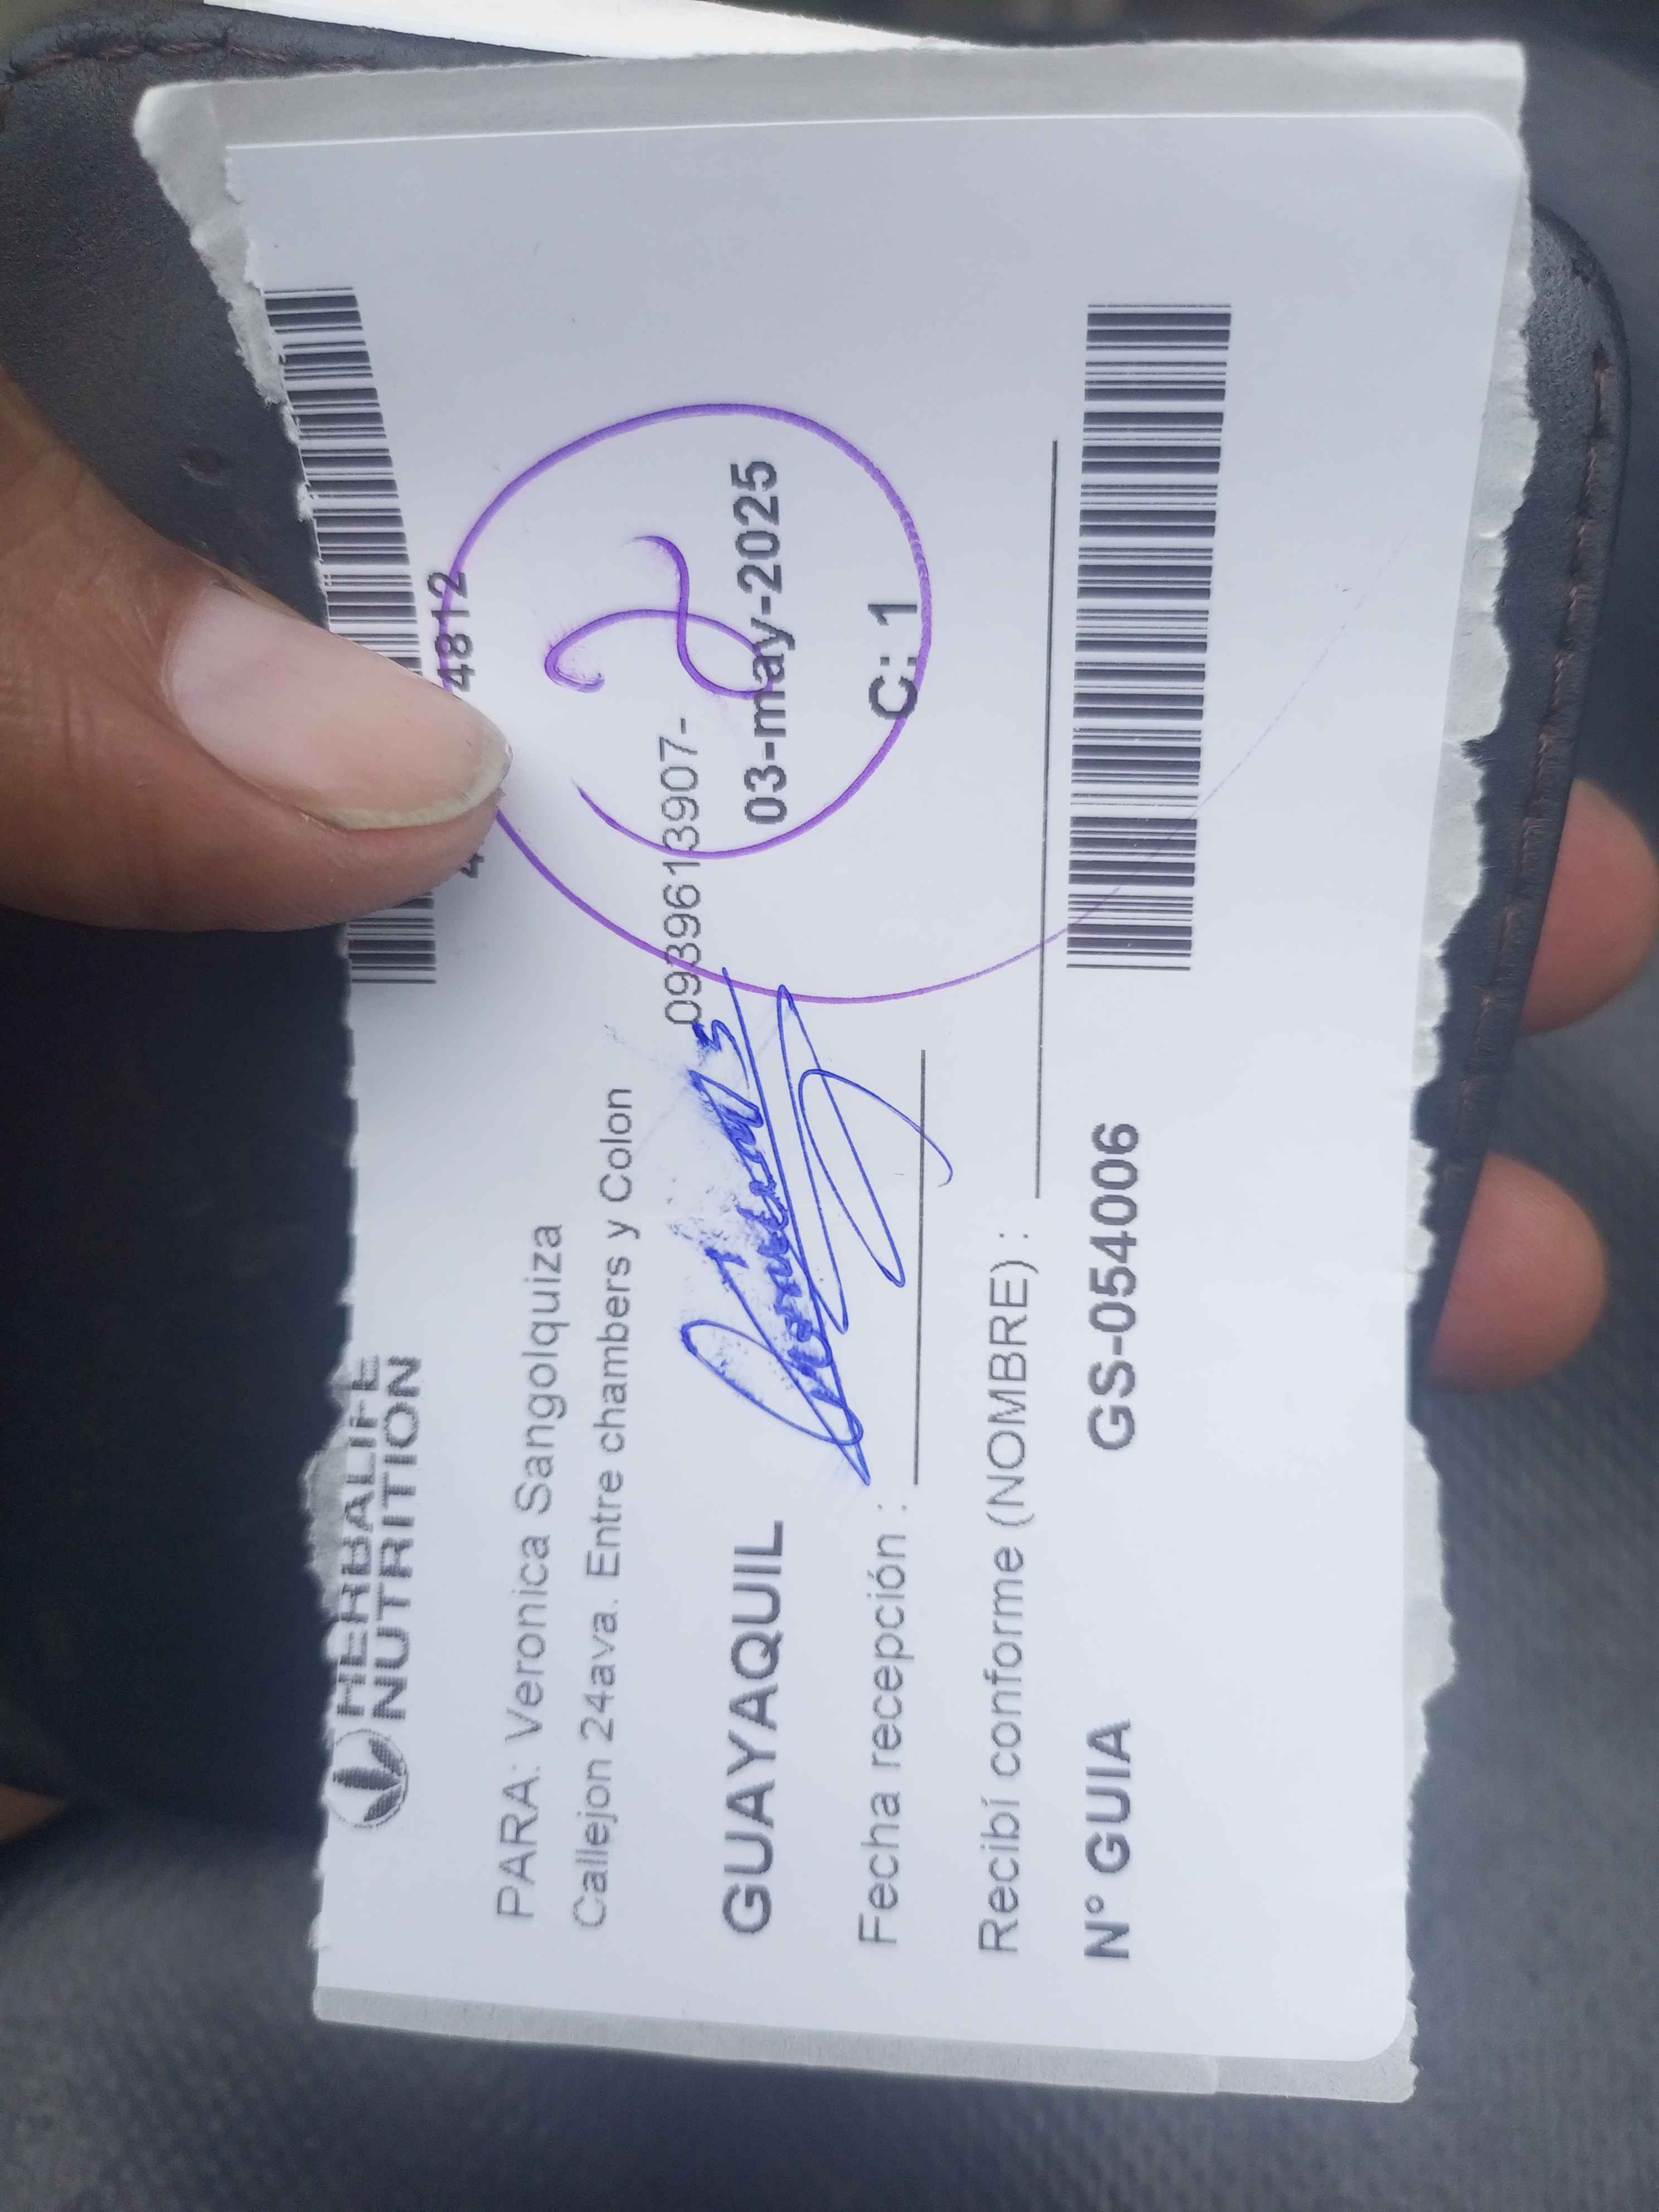 HERBALIFE
NUTRITION
4812
PARA: Veronica Sangolquiza
Callejon 24ava. Entre chambers y Colon
0939613907-
GUAYAQUIL
03-may-2025
Fecha recepción :
C: 1
Recibí conforme (NOMBRE) :
N° GUIA GS-054006